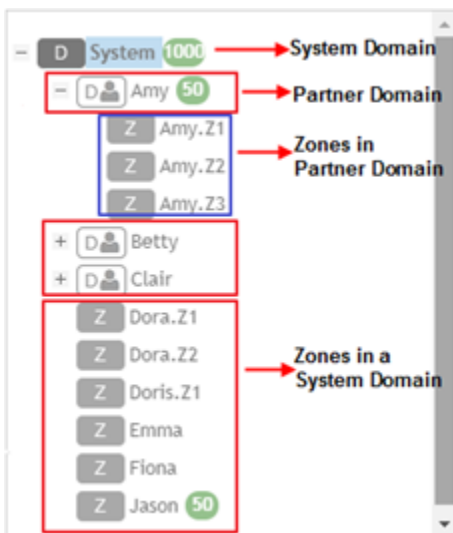 D System 1000 System Domain
D Amy 50 Partner Domain
Z Amy.Z1 Zones in
Z Amy.Z2 Partner Domain
Z Amy.Z3
D Betty
D Clair
Z Dora.Z1
Z Dora.Z2 Zones in a
Z Doris.Z1 System Domain
Z Emma
Z Fiona
Z Jason 50